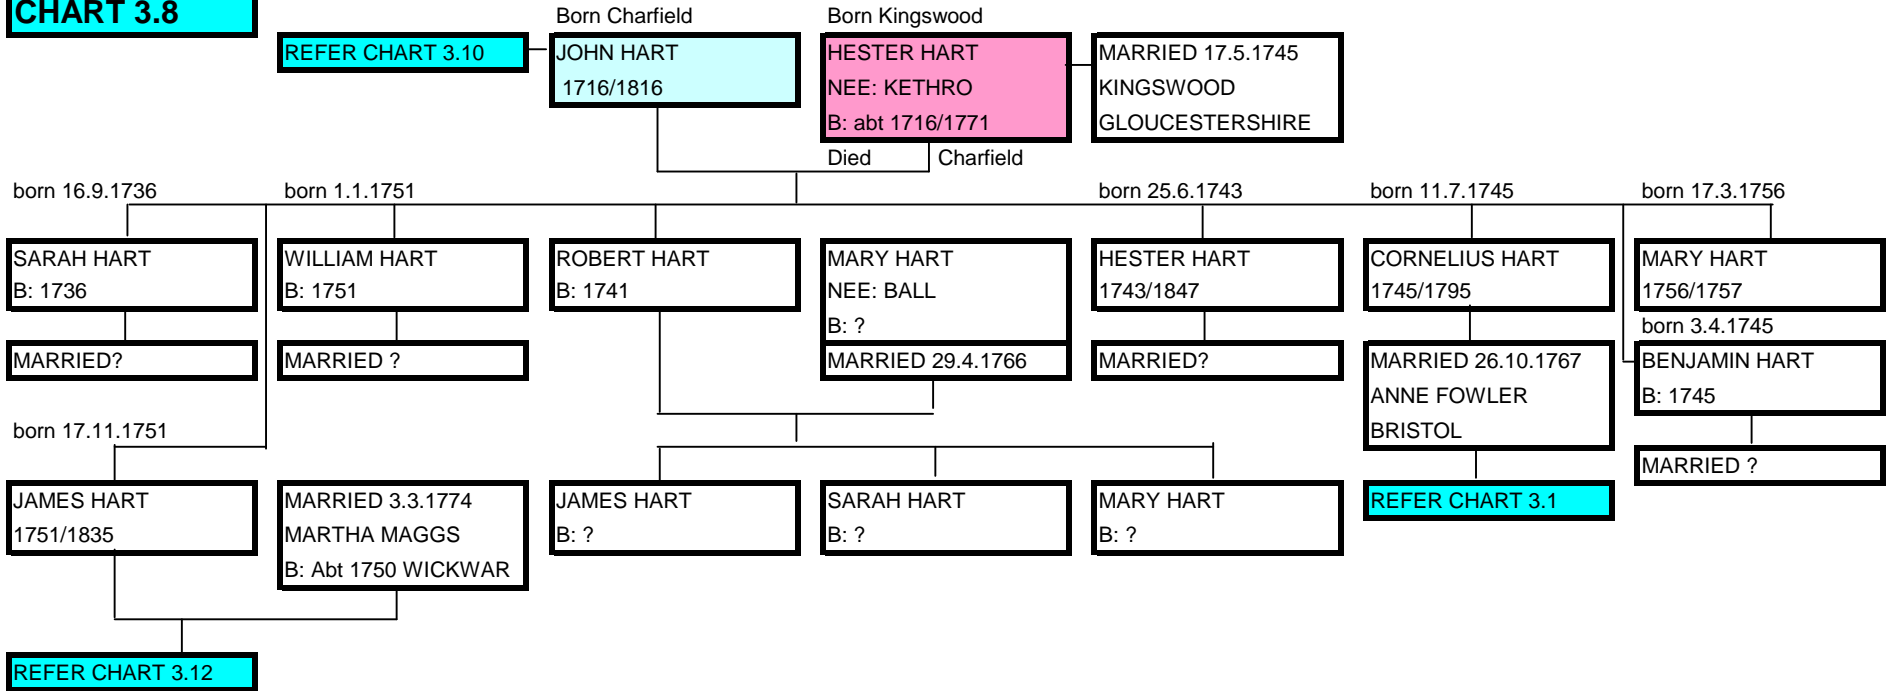 CHART 3.8
Born Charfield
Born Kingswood
REFER CHART 3.10
JOHN HART
1716/1816
HESTER HART
NEE: KETHRO
B: abt 1716/1771
MARRIED 17.5.1745
KINGSWOOD
GLOUCESTERSHIRE
Died Charfield
born 16.9.1736
born 1.1.1751
born 25.6.1743
born 11.7.1745
born 17.3.1756
SARAH HART
B: 1736
WILLIAM HART
B: 1751
ROBERT HART
B: 1741
MARY HART
NEE: BALL
B: ?
HESTER HART
1743/1847
CORNELIUS HART
1745/1795
MARY HART
1756/1757
born 3.4.1745
MARRIED?
MARRIED ?
MARRIED 29.4.1766
MARRIED?
MARRIED 26.10.1767
ANNE FOWLER
BRISTOL
BENJAMIN HART
B: 1745
born 17.11.1751
MARRIED ?
JAMES HART
1751/1835
MARRIED 3.3.1774
MARTHA MAGGS
B: Abt 1750 WICKWAR
JAMES HART
B: ?
SARAH HART
B: ?
MARY HART
B: ?
REFER CHART 3.1
REFER CHART 3.12